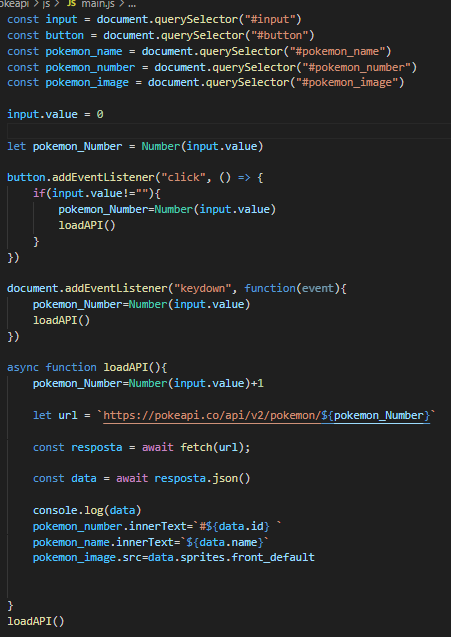 okeapi > js > JS main.js > ...
const input = document.querySelector("#input")
const button = document.querySelector("#button")
const pokemon_name = document.querySelector("#pokemon_name")
const pokemon_number = document.querySelector("#pokemon_number")
const pokemon_image = document.querySelector("#pokemon_image")
input.value = 0
let pokemon_Number = Number(input.value)
button.addEventListener("click", () => {
if(input.value!=""){
pokemon_Number=Number(input.value)
loadAPI()
}
})
document.addEventListener("keydown", function(event){
pokemon_Number=Number(input.value)
loadAPI()
})
async function loadAPI(){
pokemon_Number=Number(input.value)+1
let url = `https://pokeapi.co/api/v2/pokemon/${pokemon_Number}`
const resposta = await fetch(url);
const data = await resposta.json()
console.log(data)
pokemon_number.innerText=`#${data.id} `
pokemon_name.innerText=`${data.name}`
pokemon_image.src=data.sprites.front_default
}
loadAPI()